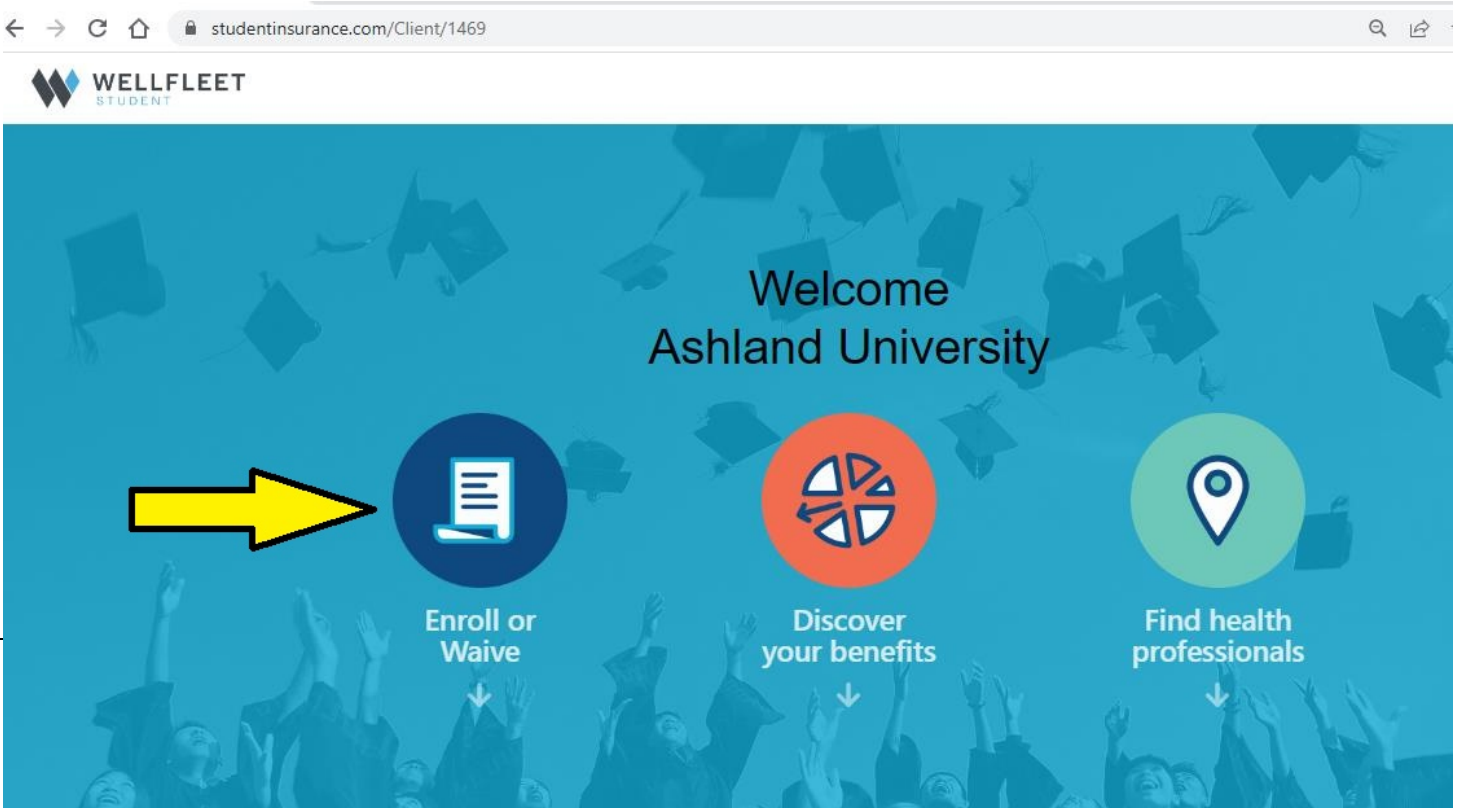 studentinsurance.com/Client/1469
WELLFLEET
STUDENT
Welcome
Ashland University
Enroll or
Waive
Discover
your benefits
Find health
professionals